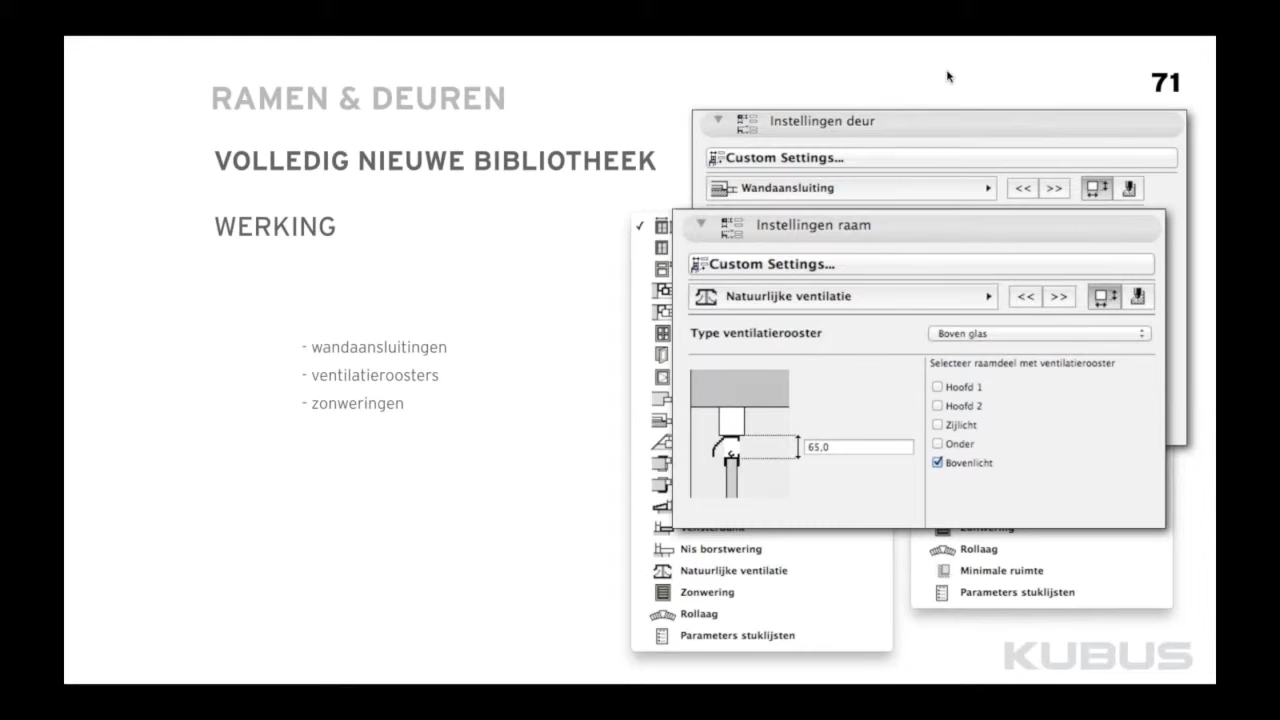 71
RAMEN & DEUREN
VOLLEDIG NIEUWE BIBLIOTHEEK
WERKING
- wandaansluitingen
- ventilatieroosters
- zonweringen
Instellingen deur
Custom Settings...
Wandaansluiting
<<
>>
Instellingen raam
Custom Settings...
Natuurlijke ventilatie
<<
>>
Type ventilatierooster
Boven glas
Selecteer raamdeel met ventilatierooster
Hoofd 1
Hoofd 2
Zijlicht
Onder
Bovenlicht
65,0
Nis borstwering
Natuurlijke ventilatie
Zonwering
Rollaag
Parameters stuklijsten
Zonwering
Rollaag
Minimale ruimte
Parameters stuklijsten
KUBUS